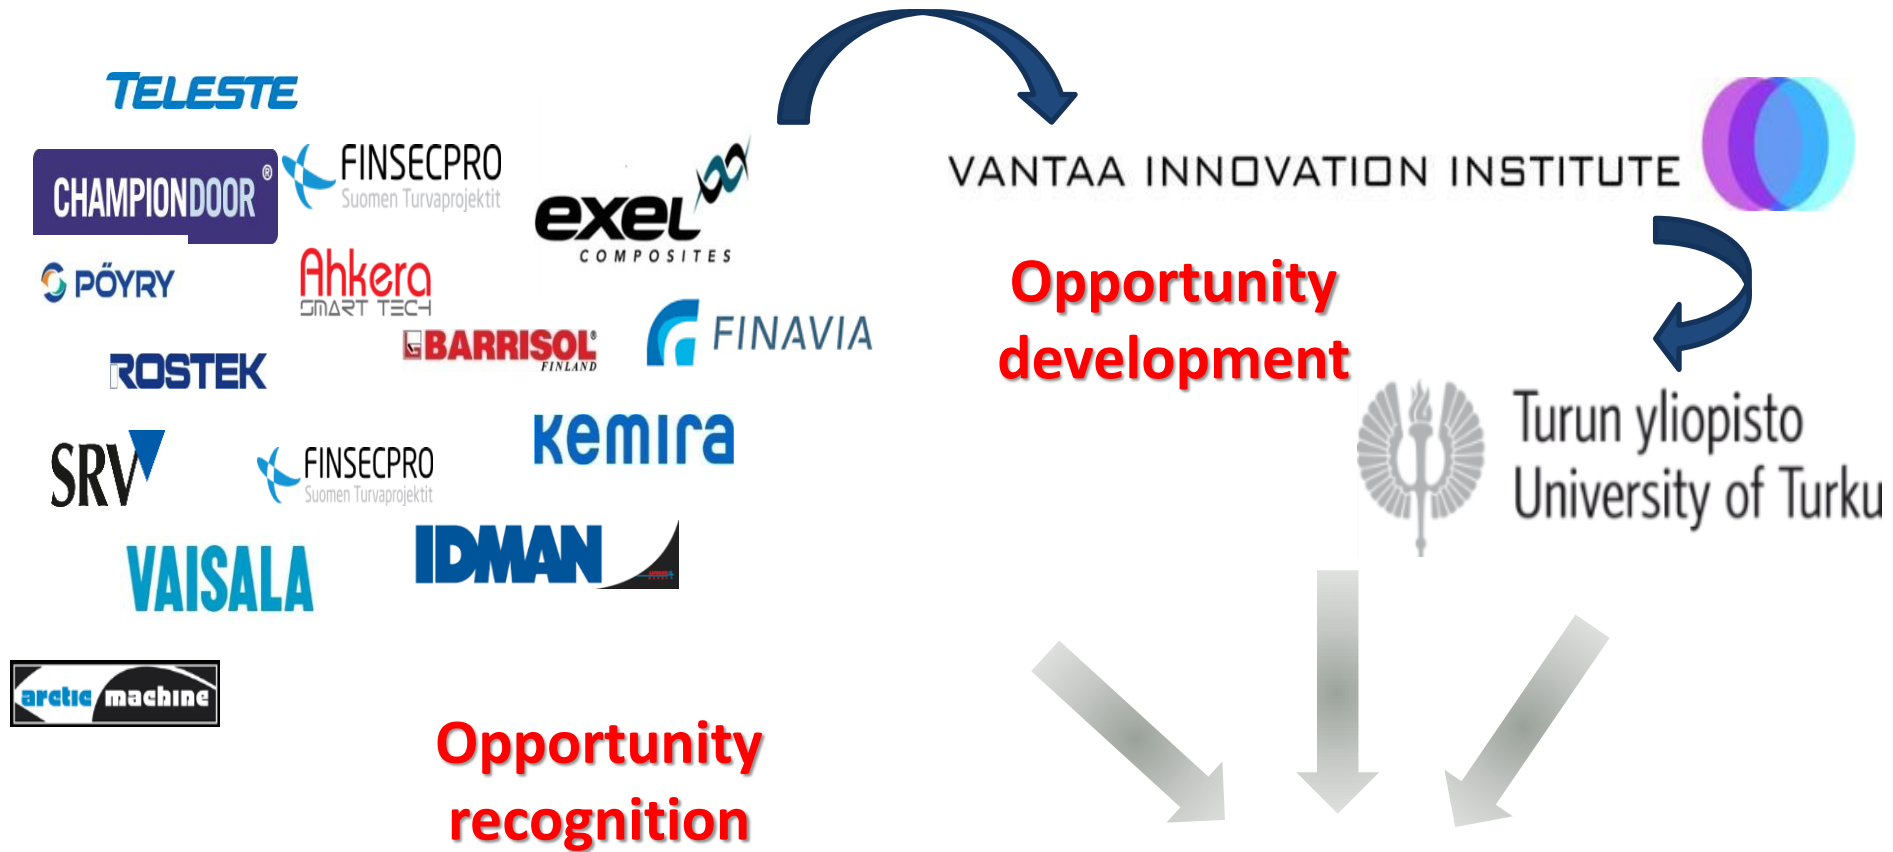 TELESTE
CHAMPIONDOOR®
FINSECPRO
Suomen Turvaprojektit
exel
COMPOSITES
VANTAA INNOVATION INSTITUTE
PÖYRY
Ahkera
SMART TECH
BARRISOL®
FINLAND
FINAVIA
Opportunity
development
ROSTEK
Kemira
SRV
FINSECPRO
Suomen Turvaprojektit
Turun yliopisto
University of Turku
VAISALA
IDMAN
arctic machine
Opportunity
recognition